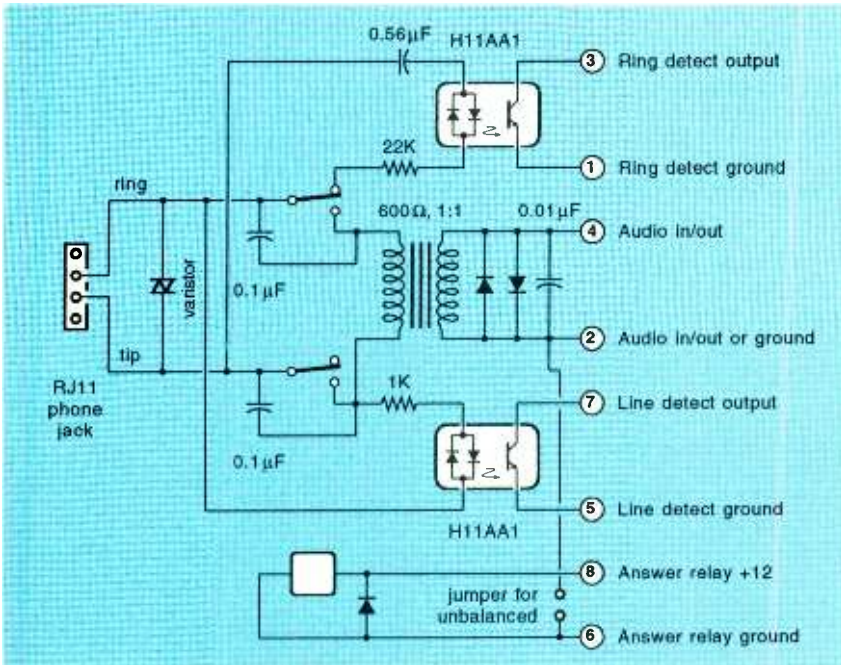 0.56µF
H11AA1
3 Ring detect output
22K
1 Ring detect ground
ring
600Ω, 1:1
0.01µF
4 Audio in/out
0.1µF
varistor
2 Audio in/out or ground
tip
RJ11
phone
jack
1K
7 Line detect output
0.1µF
5 Line detect ground
H11AA1
8 Answer relay +12
jumper for
unbalanced
6 Answer relay ground